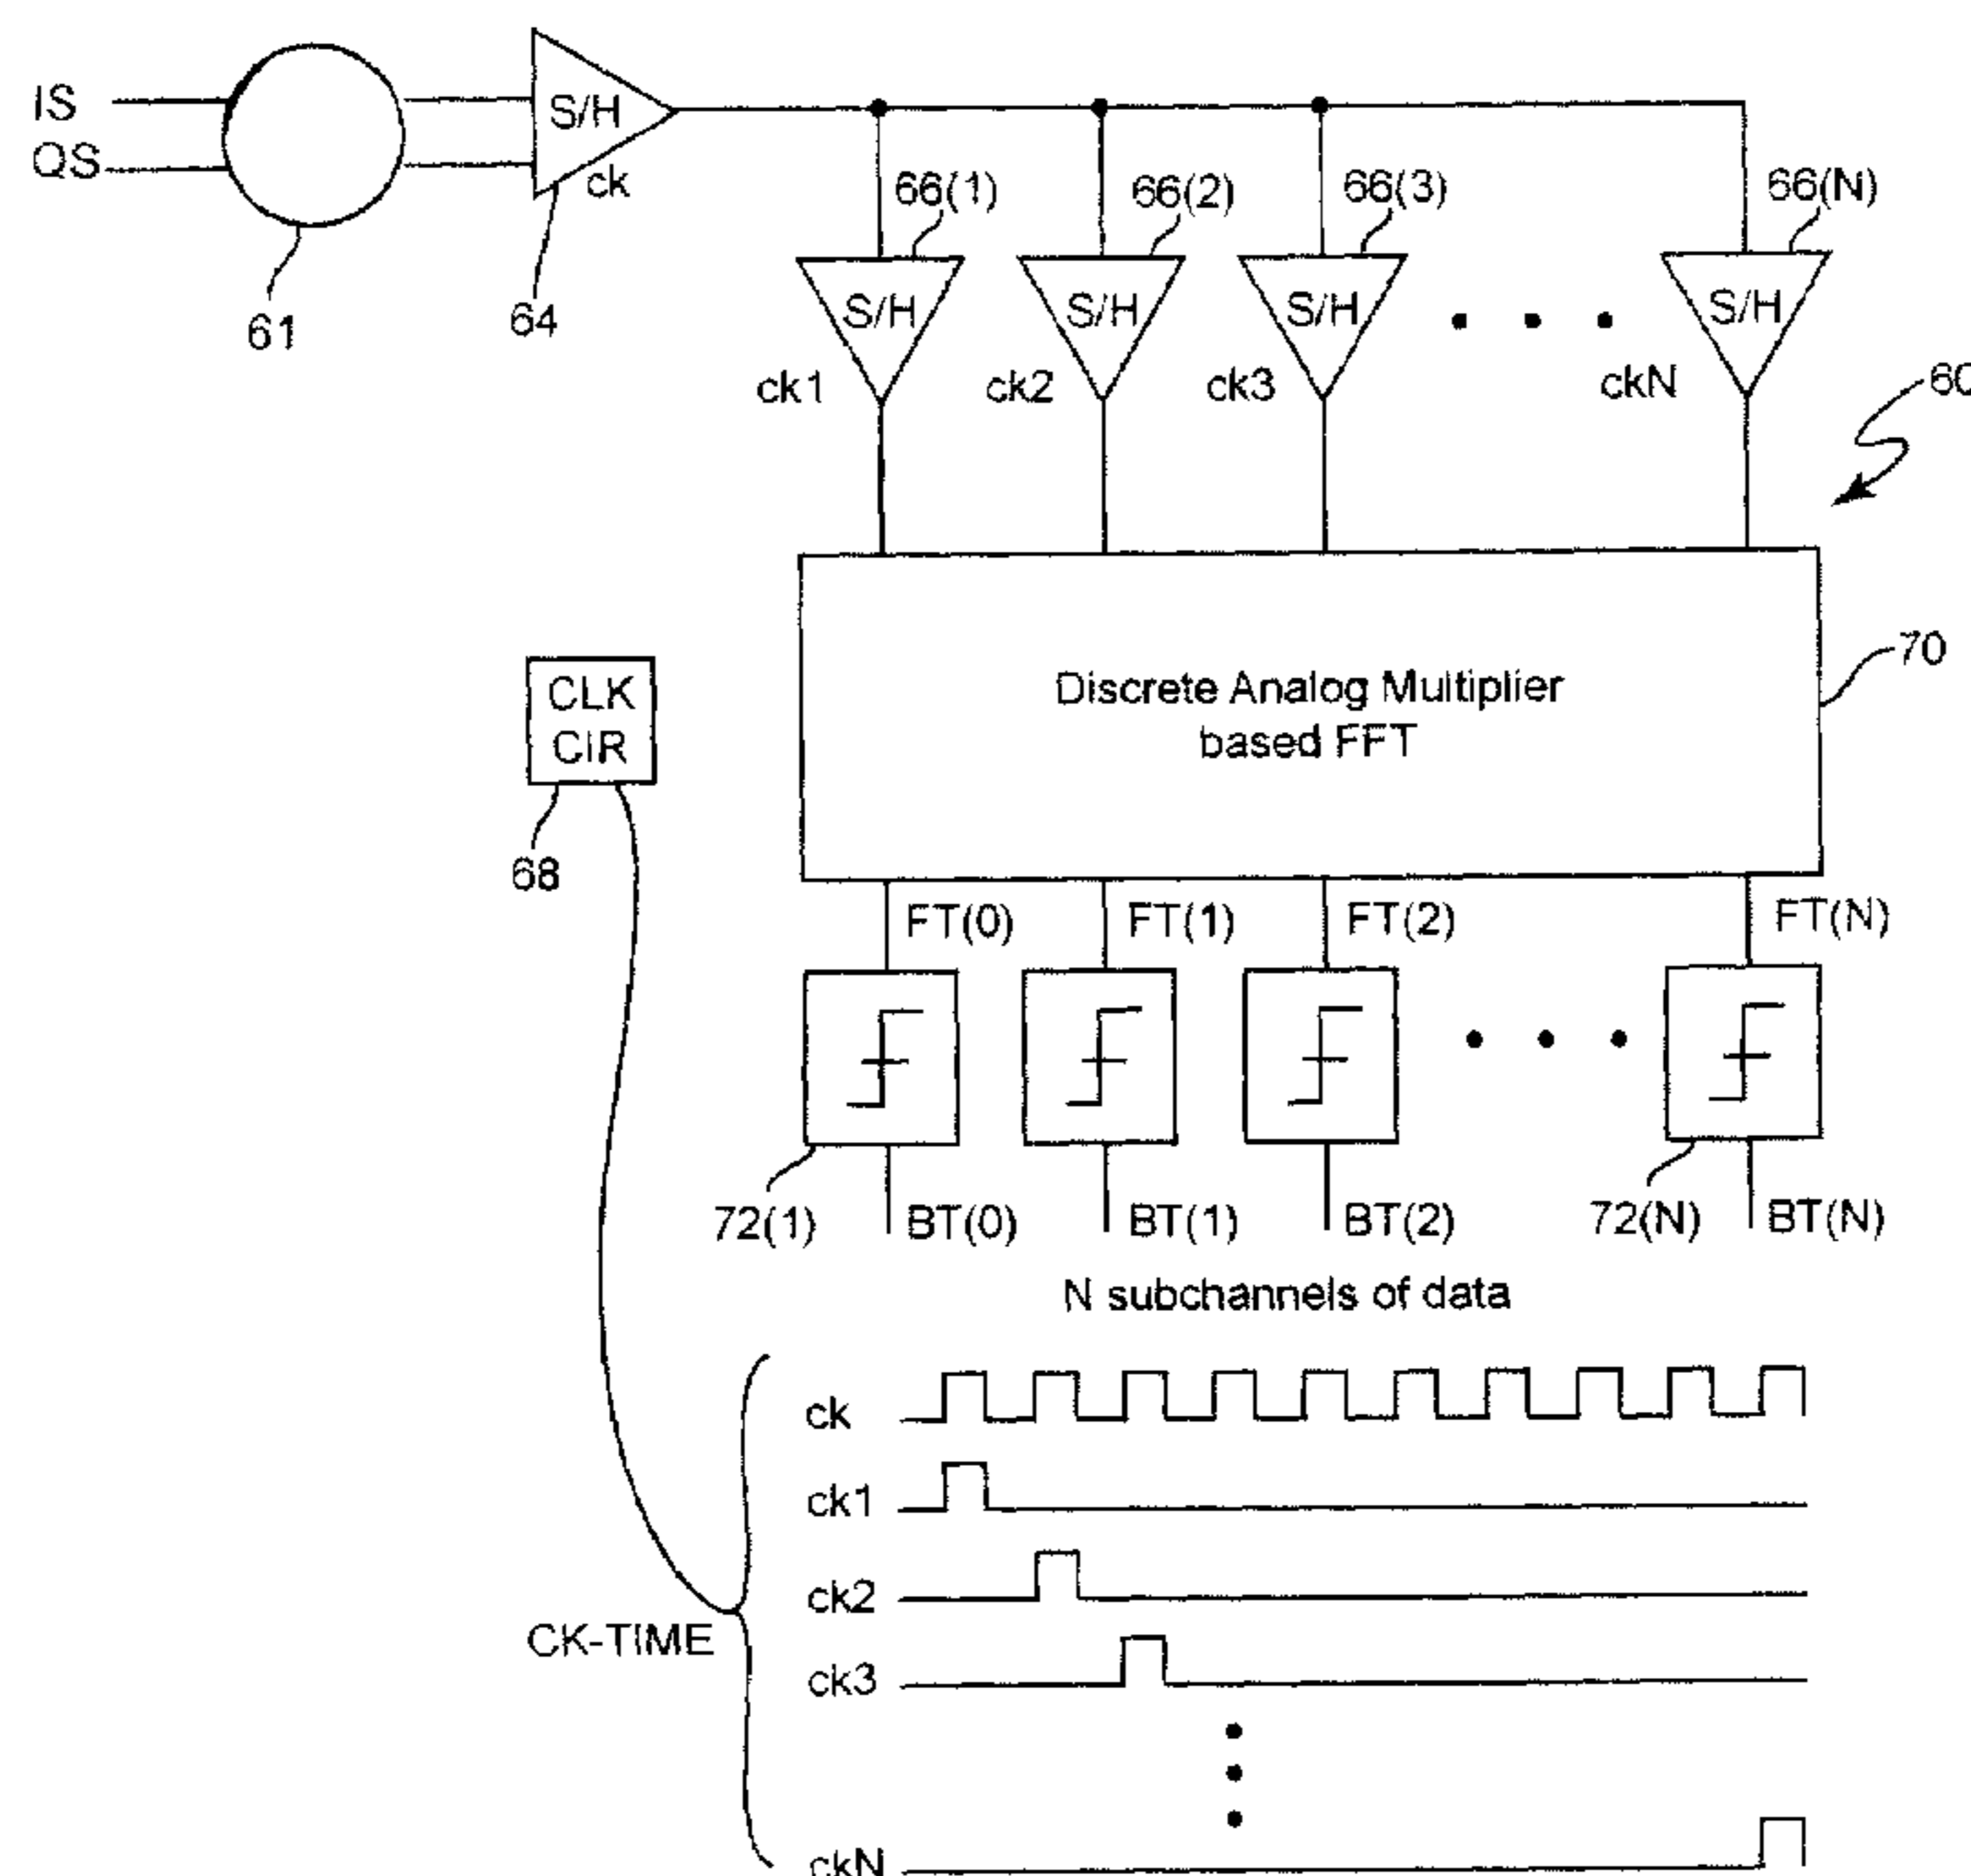 IS
QS
61
S/H
ck
64
66(1)
66(2)
66(3)
66(N)
S/H
S/H
S/H
S/H
ck1
ck2
ck3
ckN
60
Discrete Analog Multiplier
based FFT
70
CLK
CIR
68
FT(0)
FT(1)
FT(2)
FT(N)
72(1)
BT(0)
BT(1)
BT(2)
72(N)
BT(N)
N subchannels of data
CK-TIME
ck
ck1
ck2
ck3
ckN